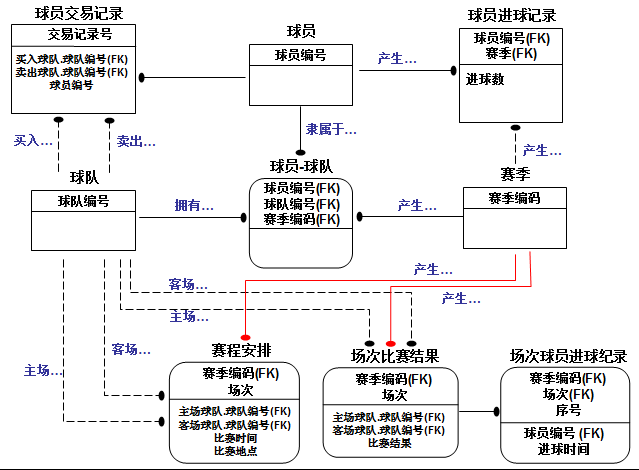 球员交易记录
交易记录号
买入球队.球队编号(FK)
卖出球队.球队编号(FK)
球员编号
球员
球员编号
产生...
球员进球记录
球员编号(FK)
赛季(FK)
进球数
买入...
卖出...
隶属于...
产生...
球队
球队编号
拥有...
球员-球队
球员编号(FK)
球队编号(FK)
赛季编码(FK)
产生...
赛季
赛季编码
客场...
主场...
产生...
产生...
主场...
客场...
赛程安排
赛季编码(FK)
场次
主场球队.球队编号(FK)
客场球队.球队编号(FK)
比赛时间
比赛地点
场次比赛结果
赛季编码(FK)
场次
主场球队.球队编号(FK)
客场球队.球队编号(FK)
比赛结果
场次球员进球纪录
赛季编码(FK)
场次(FK)
序号
球员编号 (FK)
进球时间